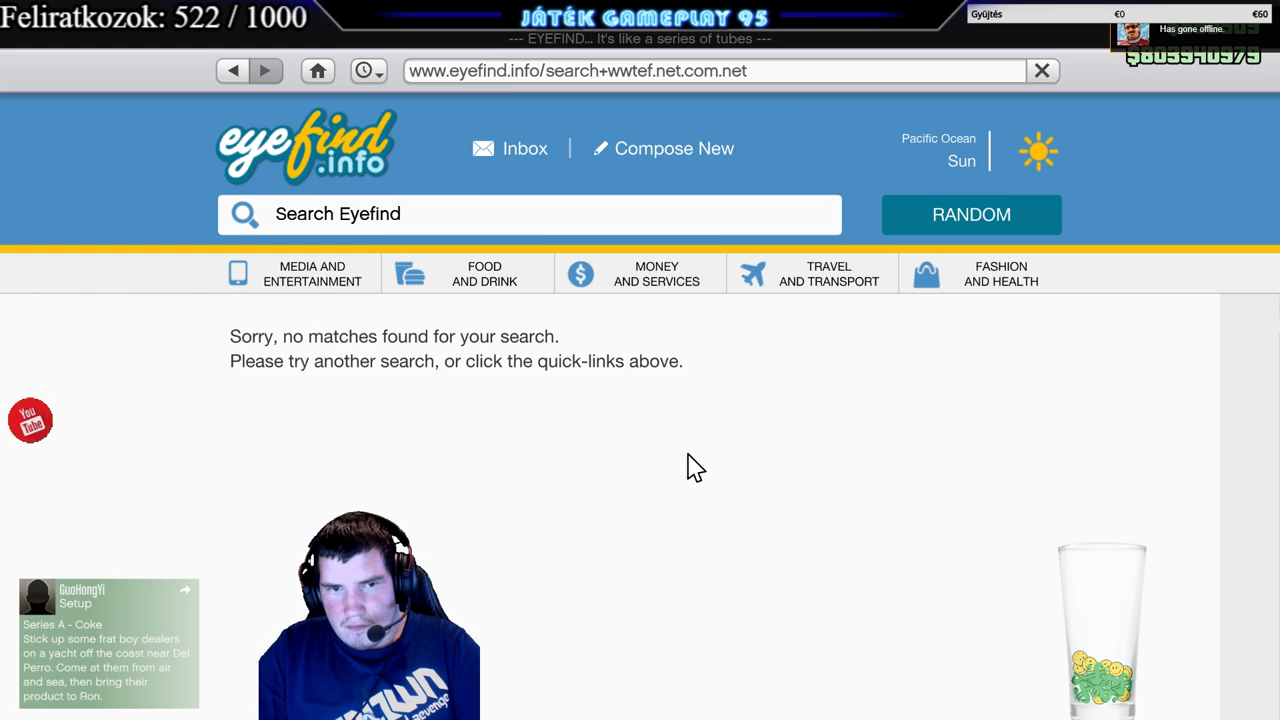 Feliratkozok: 522 / 1000
JÁTÉK GAMEPLAY 95
Gyűjtés €0 €60
--- EYEFIND... It's like a series of tubes ---
Has gone offline.
$803940979
www.eyefind.info/search+wwtef.net.com.net
eyefind
.info
Inbox
Compose New
Pacific Ocean
Sun
Search Eyefind
RANDOM
MEDIA AND
ENTERTAINMENT
FOOD
AND DRINK
MONEY
AND SERVICES
TRAVEL
AND TRANSPORT
FASHION
AND HEALTH
Sorry, no matches found for your search.
Please try another search, or click the quick-links above.
You
Tube
GuoHongYi
Setup
Series A - Coke
Stick up some frat boy dealers
on a yacht off the coast near Del
Perro. Come at them from air
and sea, then bring their
product to Ron.
Revenge